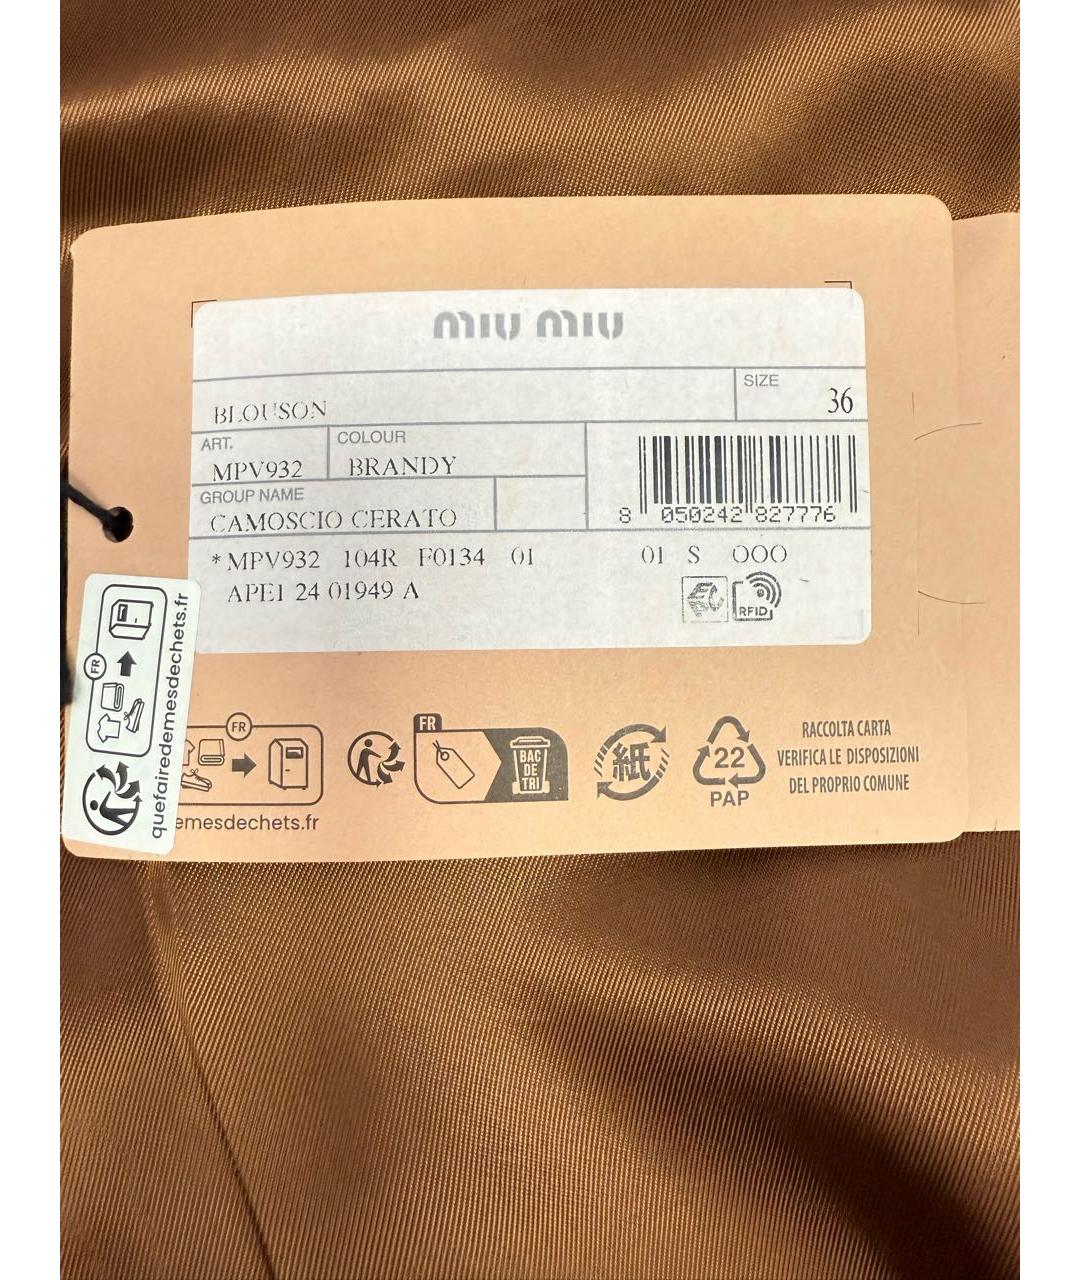 miu miu
SIZE
BLOUSON 36
ART. COLOUR
MPV932 BRANDY
GROUP NAME
CAMOSCIO CERATO
8 050242 827776
*MPV932 104R F0134 01 01 S OOO
APE1 24 01949 A
RFID
FR
quefairedemesdechets.fr
FR
emesdechets.fr
FR
BAC
DE
TRI
紙
22
PAP
RACCOLTA CARTA
VERIFICA LE DISPOSIZIONI
DEL PROPRIO COMUNE